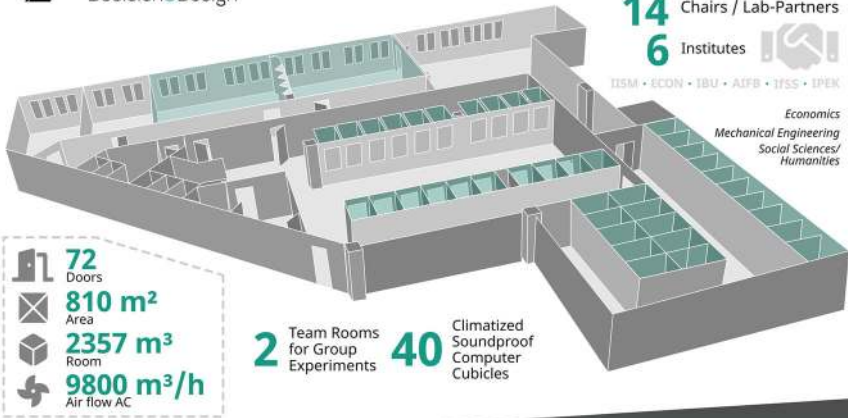 14 Chairs / Lab-Partners
6 Institutes
IISM • ECON • IBU • AIFB • IfSS • IPEK
Economics
Mechanical Engineering
Social Sciences/
Humanities
72
Doors
810 m²
Area
2357 m³
Room
9800 m³/h
Air flow AC
2 Team Rooms
for Group
Experiments
40 Climatized
Soundproof
Computer
Cubicles